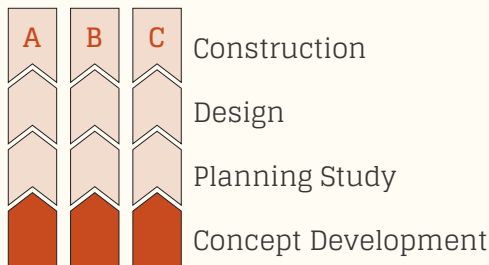 A B C
Construction
Design
Planning Study
Concept Development